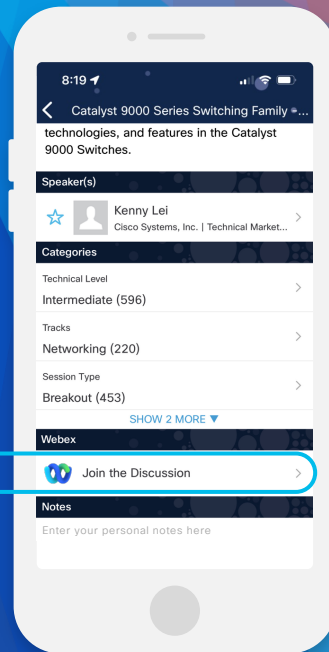 8:19
Catalyst 9000 Series Switching Family
technologies, and features in the Catalyst
9000 Switches.
Speaker(s)
Kenny Lei
Cisco Systems, Inc. | Technical Market...
Categories
Technical Level
Intermediate (596)
Tracks
Networking (220)
Session Type
Breakout (453)
SHOW 2 MORE ▼
Webex
Join the Discussion
Notes
Enter your personal notes here